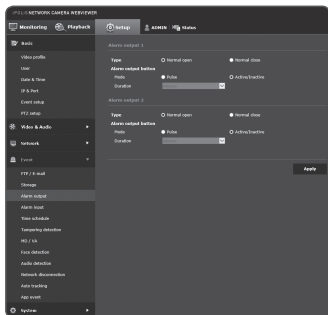 iPOLiS NETWORK CAMERA WEBVIEWER
Monitoring Playback Setup ADMIN Status
Basic
Video profile
User
Date & Time
IP & Port
Event setup
PTZ setup
Video & Audio
Network
Event
FTP / E-mail
Storage
Alarm output
Alarm input
Time schedule
Tampering detection
MD / VA
Face detection
Audio detection
Network disconnection
Auto tracking
App event
System
Alarm output 1
Type Normal open Normal close
Alarm output button
Mode Pulse Active/Inactive
Duration
Alarm output 2
Type Normal open Normal close
Alarm output button
Mode Pulse Active/Inactive
Duration
Apply